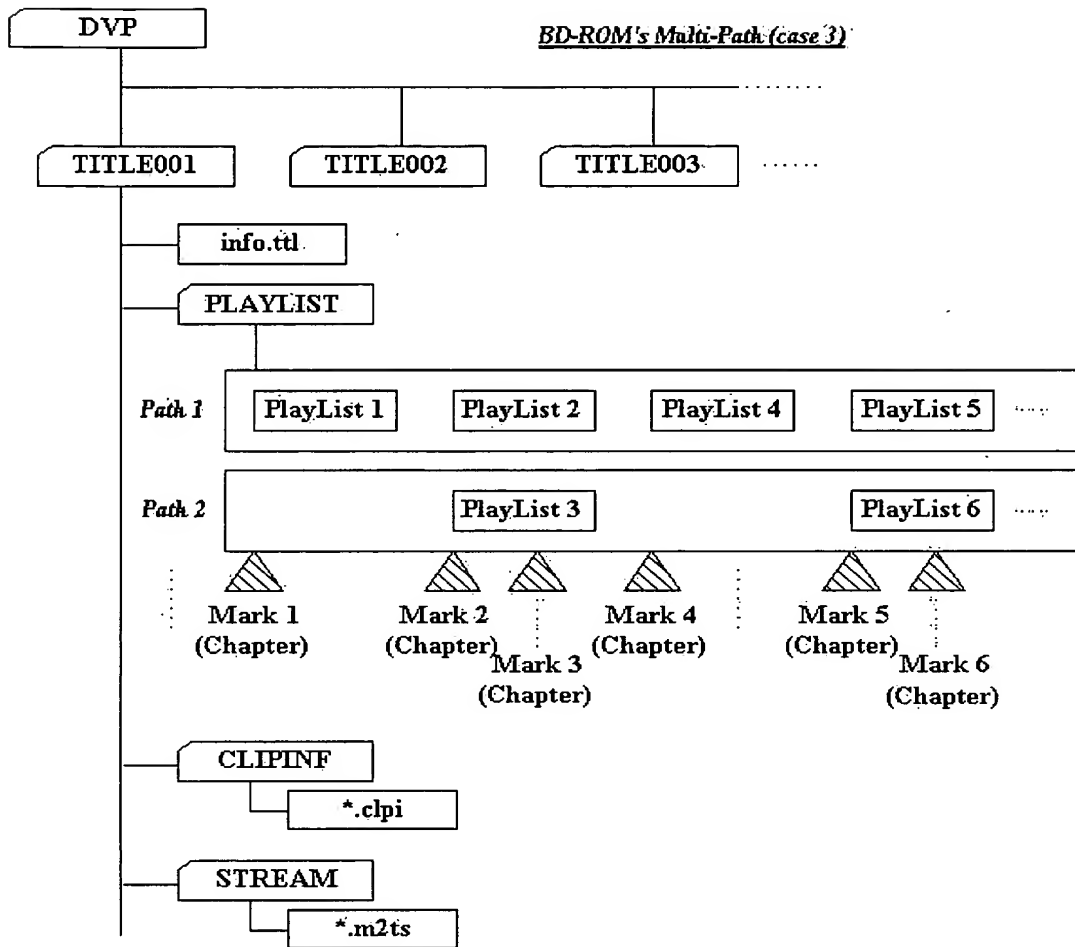 DVP
BD-ROM's Multi-Path (case 3)
TITLE001
TITLE002
TITLE003
info.ttl
PLAYLIST
Path 1
PlayList 1
PlayList 2
PlayList 4
PlayList 5
Path 2
PlayList 3
PlayList 6
Mark 1
(Chapter)
Mark 2
(Chapter)
Mark 3
(Chapter)
Mark 4
(Chapter)
Mark 5
(Chapter)
Mark 6
(Chapter)
CLIPINF
*.clpi
STREAM
*.m2ts